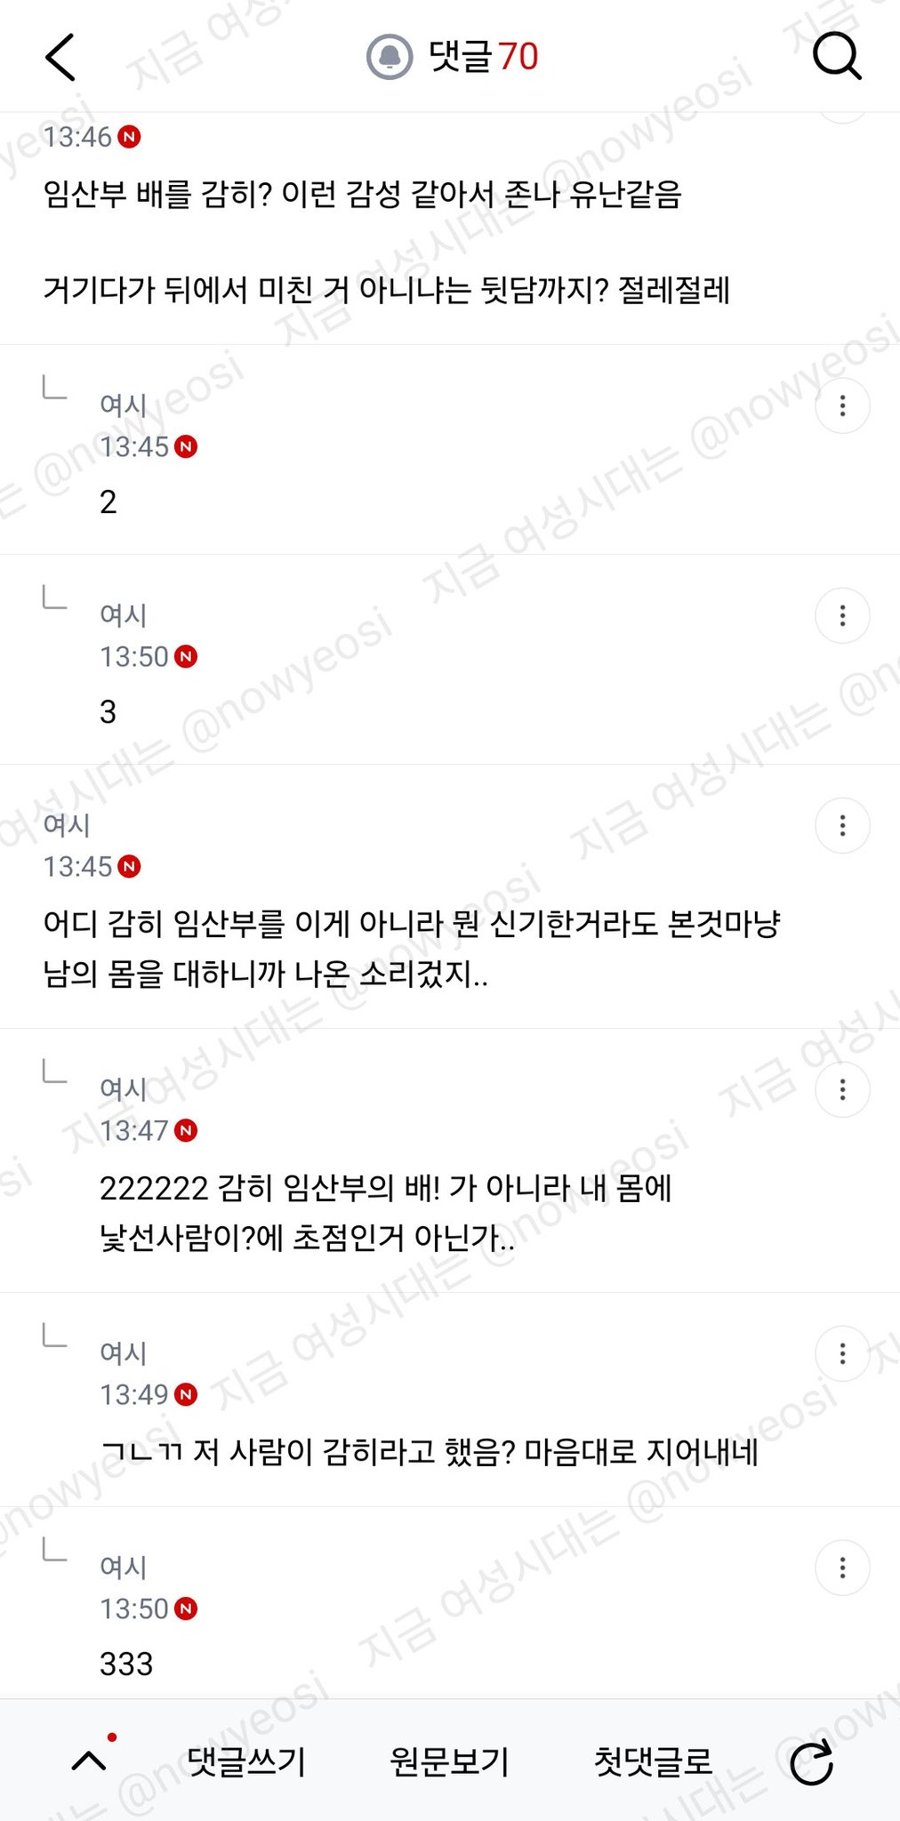 댓글 70
13:46 N
임산부 배를 감히? 이런 감성 같아서 존나 유난같음
거기다가 뒤에서 미친 거 아니냐는 뒷담까지? 절레절레
여시
13:45 N
2
여시
13:50 N
3
여시
13:45 N
어디 감히 임산부를 이게 아니라 뭔 신기한거라도 본것마냥
남의 몸을 대하니까 나온 소리겄지..
여시
13:47 N
222222 감히 임산부의 배! 가 아니라 내 몸에
낯선사람이?에 초점인거 아닌가..
여시
13:49 N
ㄱㄴㄲ 저 사람이 감히라고 했음? 마음대로 지어내네
여시
13:50 N
333
댓글쓰기 원문보기 첫댓글로
지금 여성시대는 @nowyeosi